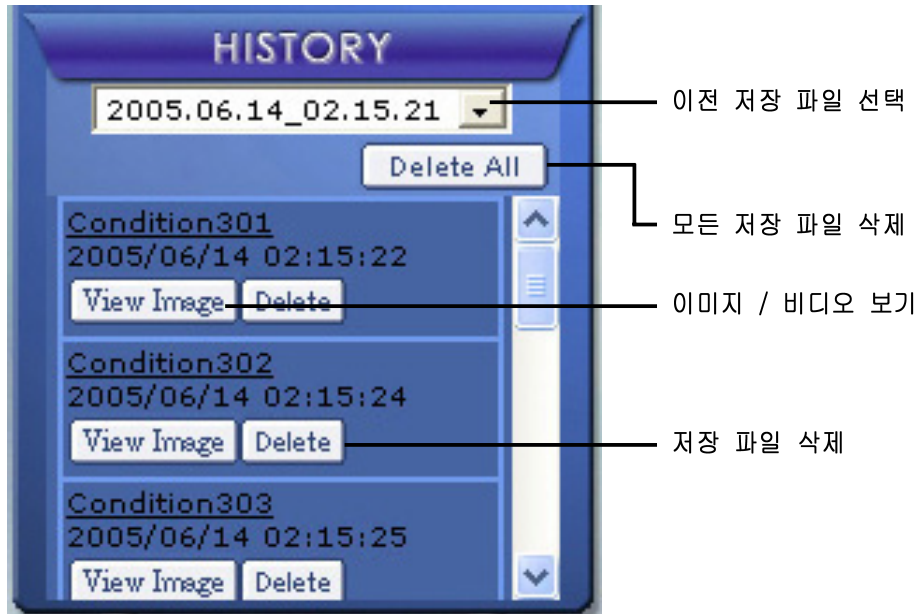 HISTORY
2005.06.14_02.15.21
이전 저장 파일 선택
Delete All
모든 저장 파일 삭제
Condition301
2005/06/14 02:15:22
View Image Delete
이미지 / 비디오 보기
Condition302
2005/06/14 02:15:24
View Image Delete
저장 파일 삭제
Condition303
2005/06/14 02:15:25
View Image Delete